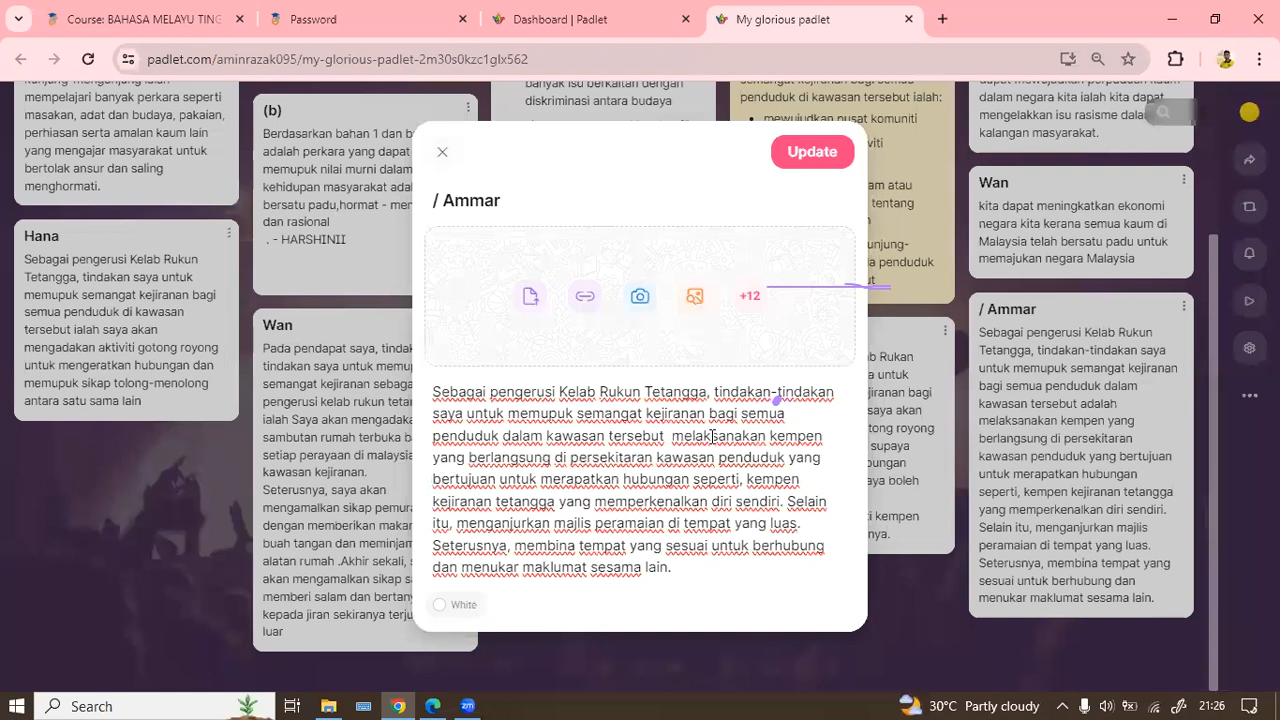 Course: BAHASA MELAYU TING
Password
Dashboard | Padlet
My glorious padlet
padlet.com/aminrazak095/my-glorious-padlet-2m30s0kzc1glx562
mempelajari banyak perkara seperti
masakan, adat dan budaya, pakaian,
perhiasan serta amalan kaum lain
yang mengajar masyarakat untuk
bertolak ansur dan saling
menghormati.
Hana
Sebagai pengerusi Kelab Rukun
Tetangga, tindakan saya untuk
memupuk semangat kejiranan bagi
semua penduduk di kawasan
tersebut ialah saya akan
mengadakan aktiviti gotong royong
untuk mengeratkan hubungan dan
memupuk sikap tolong-menolong
antara satu sama lain
(b)
Berdasarkan bahan 1 dan b
adalah perkara yang dapat
memupuk nilai murni dalam
kehidupan masyarakat adal
bersatu padu,hormat - men
dan rasional
. - HARSHINII
Wan
Pada pendapat saya, tindak
tindakan saya untuk memup
semangat kejiranan sebagai
pengerusi kelab rukun tetan
ialah Saya akan mengadaka
sambutan rumah terbuka ba
setiap perayaan.
Seterusnya, saya akan
mengamalkan sikap pemura
dengan memberikan makan
buah tangan dan meminjam
alatan rumah .Akhir sekali, s
akan mengamalkan sikap sa
memberi salam dan bertany
kepada jiran sekiranya terju
luar
banyak isu berkaitan dengan
diskriminasi antara budaya
semangat kejiranan bagi semua
penduduk di kawasan tersebut ialah:
mewujudkan pusat komuniti
/ Ammar
Update
+12
Sebagai pengerusi Kelab Rukun Tetangga, tindakan-tindakan
saya untuk memupuk semangat kejiranan bagi semua
penduduk dalam kawasan tersebut  melaksanakan kempen
yang berlangsung di persekitaran kawasan penduduk yang
bertujuan untuk merapatkan hubungan seperti, kempen
kejiranan tetangga yang memperkenalkan diri sendiri. Selain
itu, menganjurkan majlis peramaian di tempat yang luas.
Seterusnya, membina tempat yang sesuai untuk berhubung
dan menukar maklumat sesama lain.
White
dapat mewujudkan perpaduan kaum
dalam negara kita ialah kita dapat
mengelakkan isu rasisme dalam
kalangan masyarakat.
Wan
kita dapat meningkatkan ekonomi
negara kita kerana semua kaum di
Malaysia telah bersatu padu untuk
memajukan negara Malaysia
/ Ammar
Sebagai pengerusi Kelab Rukun
Tetangga, tindakan-tindakan saya
untuk memupuk semangat kejiranan
bagi semua penduduk dalam
kawasan tersebut adalah
melaksanakan kempen yang
berlangsung di persekitaran
kawasan penduduk yang bertujuan
untuk merapatkan hubungan
seperti, kempen kejiranan tetangga
yang memperkenalkan diri sendiri.
Selain itu, menganjurkan majlis
peramaian di tempat yang luas.
Seterusnya, membina tempat yang
sesuai untuk berhubung dan
menukar maklumat sesama lain.
Search
30°C Partly cloudy
21:26